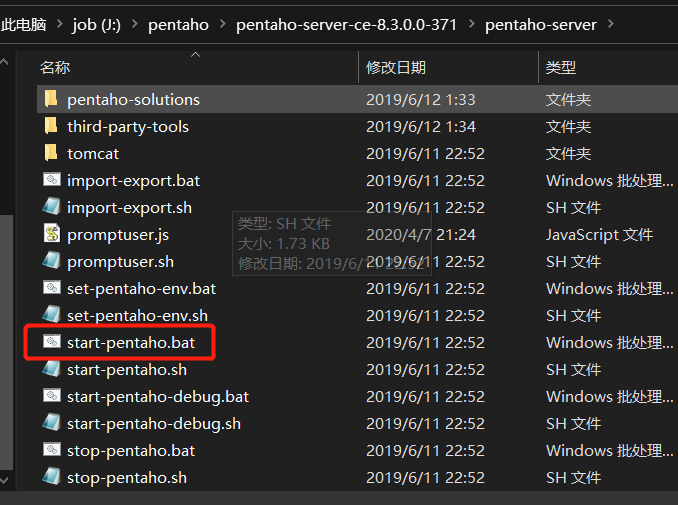 此电脑 > job (J:) > pentaho > pentaho-server-ce-8.3.0.0-371 > pentaho-server >
名称 修改日期 类型
pentaho-solutions 2019/6/12 1:33 文件夹
third-party-tools 2019/6/12 1:34 文件夹
tomcat 2019/6/11 22:52 文件夹
import-export.bat 2019/6/11 22:52 Windows 批处理...
import-export.sh 2019/6/11 22:52 SH 文件
类型: SH 文件
promptuser.js 2020/4/7 21:24 JavaScript 文件
大小: 1.73 KB
promptuser.sh 2019/6/11 22:52 SH 文件
修改日期: 2019/6/11 22:52
set-pentaho-env.bat 2019/6/11 22:52 Windows 批处理...
set-pentaho-env.sh 2019/6/11 22:52 SH 文件
start-pentaho.bat 2019/6/11 22:52 Windows 批处理...
start-pentaho.sh 2019/6/11 22:52 SH 文件
start-pentaho-debug.bat 2019/6/11 22:52 Windows 批处理...
start-pentaho-debug.sh 2019/6/11 22:52 SH 文件
stop-pentaho.bat 2019/6/11 22:52 Windows 批处理...
stop-pentaho.sh 2019/6/11 22:52 SH 文件